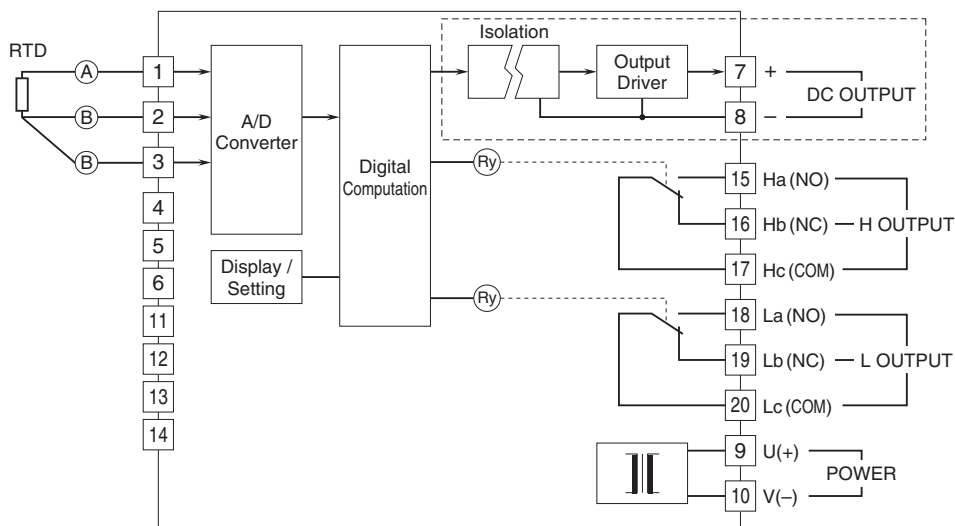 RTD
A
B
B
1
2
3
4
5
6
11
12
13
14
A/D
Converter
Display /
Setting
Digital
Computation
Isolation
Output
Driver
Ry
Ry
7 +
8 –
DC OUTPUT
15 Ha (NO)
16 Hb (NC)
17 Hc (COM)
H OUTPUT
18 La (NO)
19 Lb (NC)
20 Lc (COM)
L OUTPUT
9 U(+)
10 V(–)
POWER